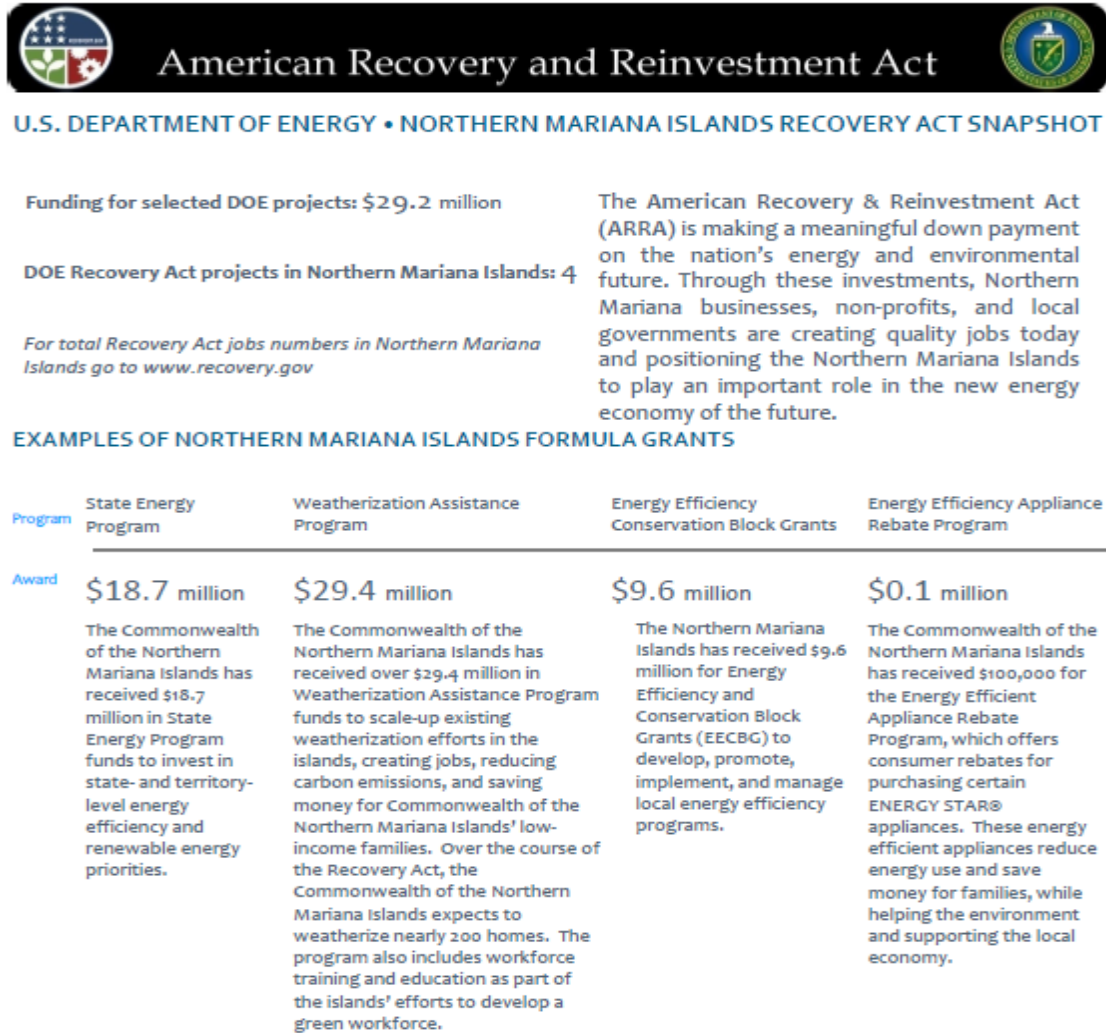 American Recovery and Reinvestment Act
U.S. DEPARTMENT OF ENERGY • NORTHERN MARIANA ISLANDS RECOVERY ACT SNAPSHOT
Funding for selected DOE projects: $29.2 million
DOE Recovery Act projects in Northern Mariana Islands: 4
For total Recovery Act jobs numbers in Northern Mariana
Islands go to www.recovery.gov
The American Recovery & Reinvestment Act
(ARRA) is making a meaningful down payment
on the nation's energy and environmental
future. Through these investments, Northern
Mariana businesses, non-profits, and local
governments are creating quality jobs today
and positioning the Northern Mariana Islands
to play an important role in the new energy
economy of the future.
EXAMPLES OF NORTHERN MARIANA ISLANDS FORMULA GRANTS
Program
State Energy
Program
Weatherization Assistance
Program
Energy Efficiency
Conservation Block Grants
Energy Efficiency Appliance
Rebate Program
Award
$18.7 million
The Commonwealth
of the Northern
Mariana Islands has
received $18.7
million in State
Energy Program
funds to invest in
state- and territory-
level energy
efficiency and
renewable energy
priorities.
$29.4 million
The Commonwealth of the
Northern Mariana Islands has
received over $29.4 million in
Weatherization Assistance Program
funds to scale-up existing
weatherization efforts in the
islands, creating jobs, reducing
carbon emissions, and saving
money for Commonwealth of the
Northern Mariana Islands' low-
income families.  Over the course of
the Recovery Act, the
Commonwealth of the Northern
Mariana Islands expects to
weatherize nearly 200 homes.  The
program also includes workforce
training and education as part of
the islands' efforts to develop a
green workforce.
$9.6 million
The Northern Mariana
Islands has received $9.6
million for Energy
Efficiency and
Conservation Block
Grants (EECBG) to
develop, promote,
implement, and manage
local energy efficiency
programs.
$0.1 million
The Commonwealth of the
Northern Mariana Islands
has received $100,000 for
the Energy Efficient
Appliance Rebate
Program, which offers
consumer rebates for
purchasing certain
ENERGY STAR®
appliances.  These energy
efficient appliances reduce
energy use and save
money for families, while
helping the environment
and supporting the local
economy.